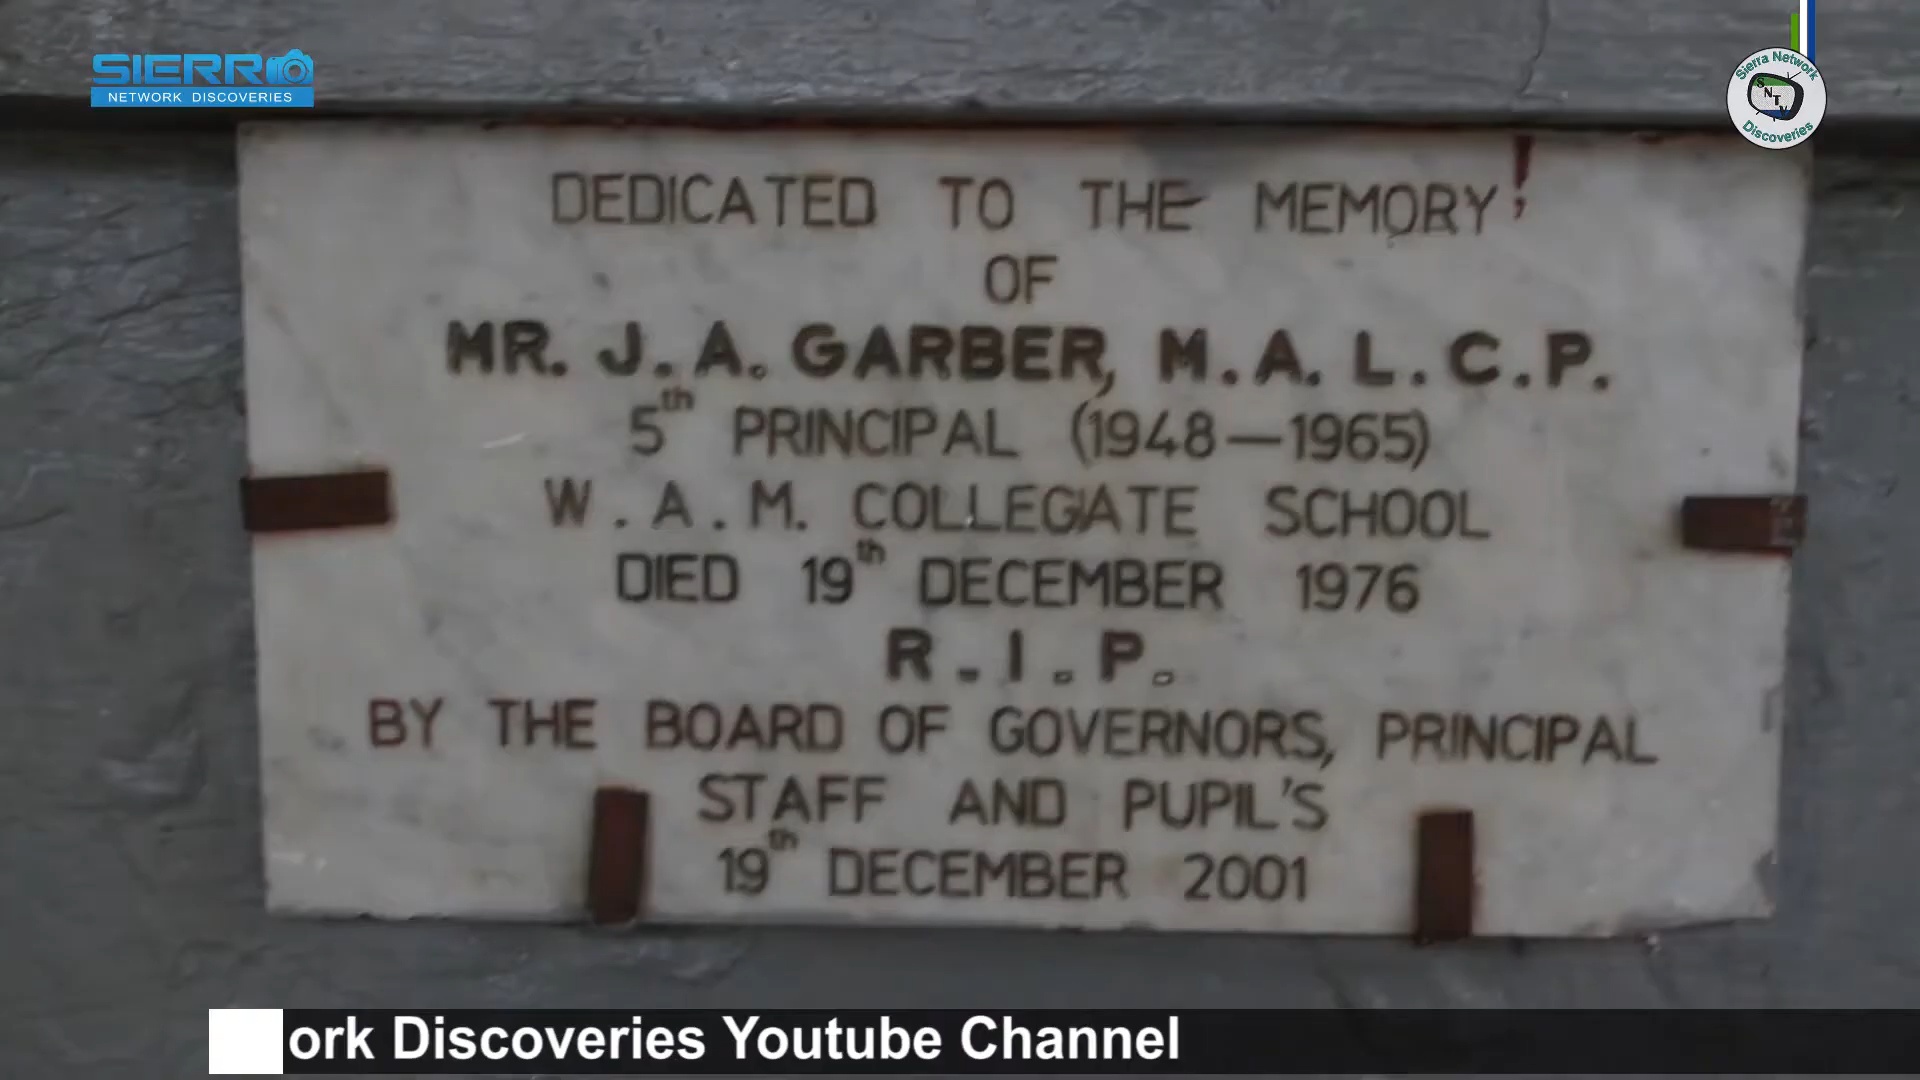 SIERR
NETWORK DISCOVERIES
Sierra Network
SNTV
Discoveries
DEDICATED TO THE MEMORY!
OF
MR. J. A. GARBER, M. A. L. C. P.
5th PRINCIPAL (1948—1965)
W. A. M. COLLEGIATE SCHOOL
DIED 19th DECEMBER 1976
R. I. P.
BY THE BOARD OF GOVERNORS, PRINCIPAL
STAFF AND PUPIL'S
19th DECEMBER 2001
ork Discoveries Youtube Channel